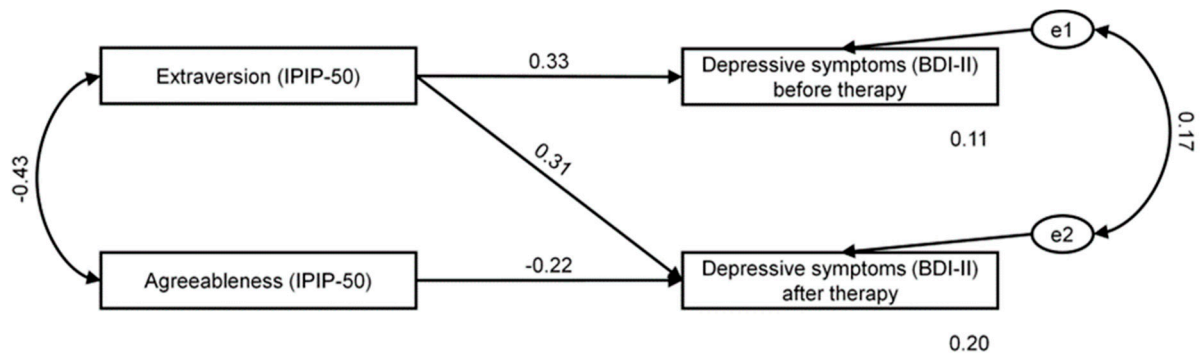 e1
Extraversion (IPIP-50)
0.33
Depressive symptoms (BDI-II)
before therapy
0.11
0.17
-0.43
0.31
e2
Agreeableness (IPIP-50)
-0.22
Depressive symptoms (BDI-II)
after therapy
0.20